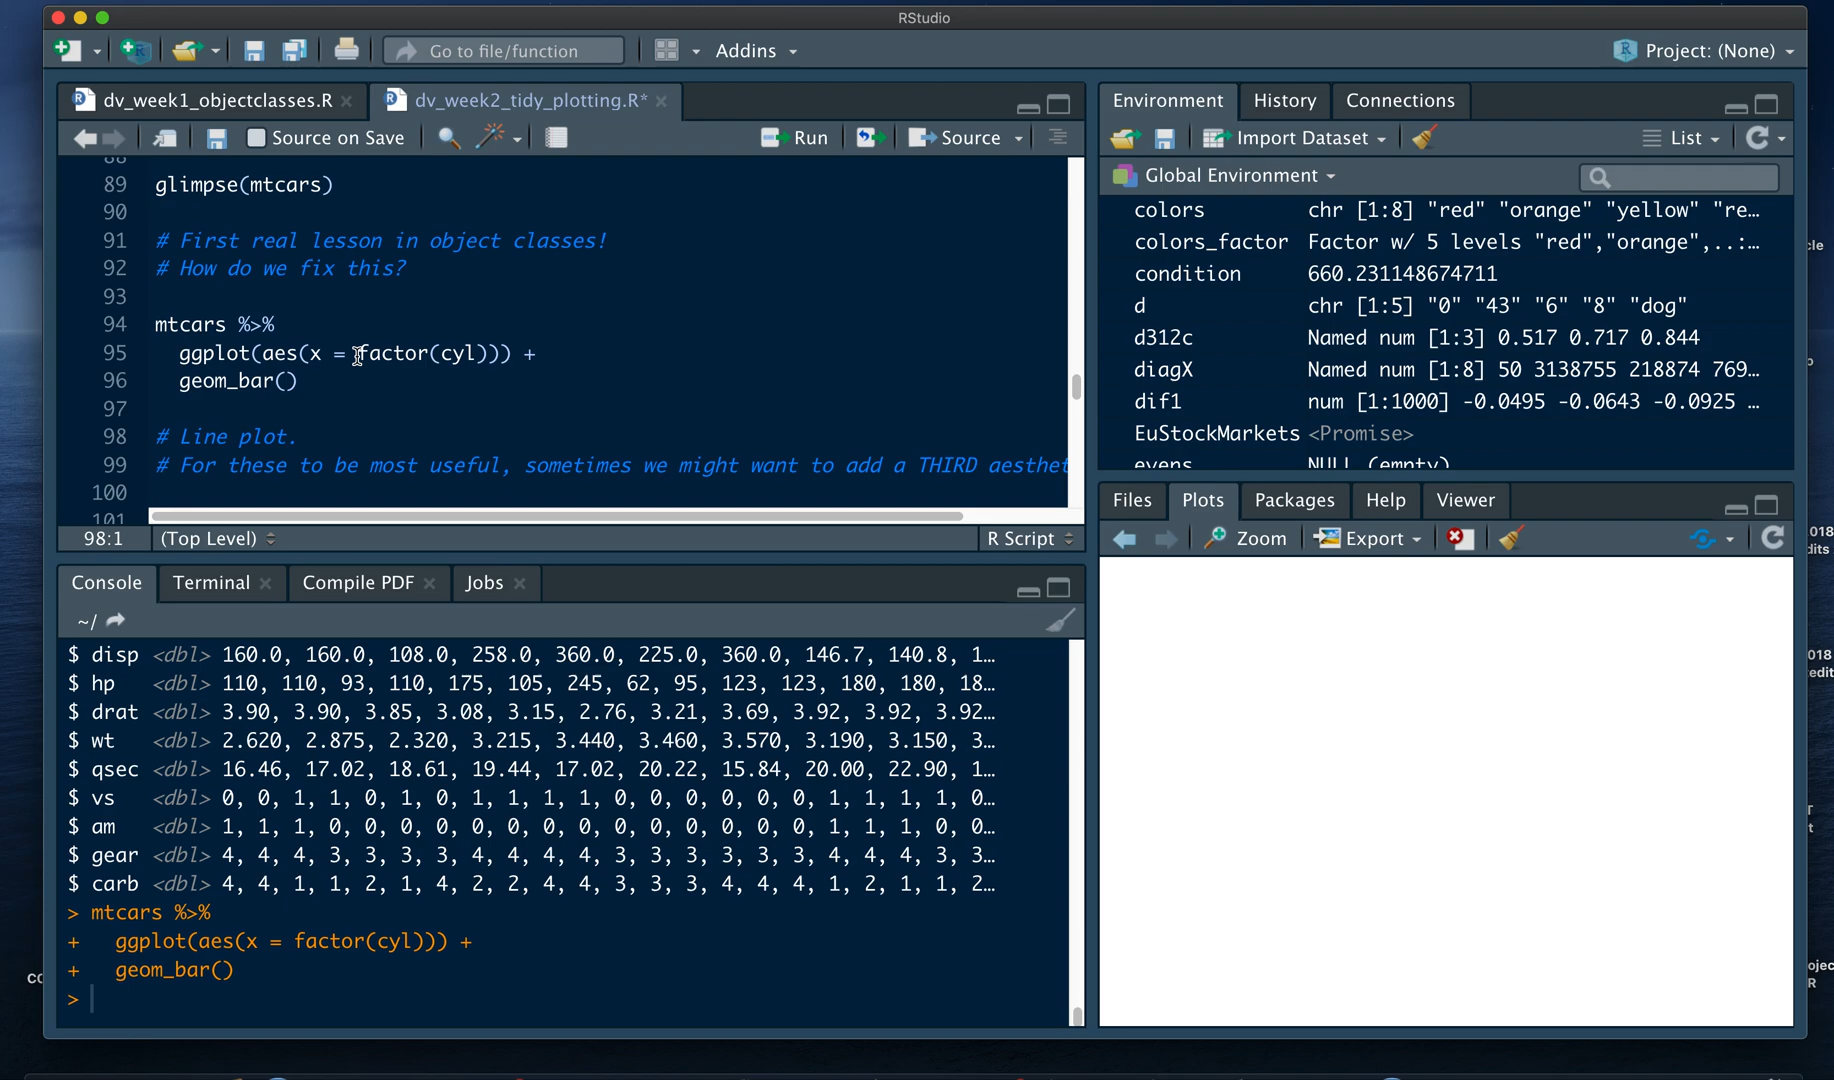 RStudio
Go to file/function
Addins
Project: (None)
dv_week1_objectclasses.R
dv_week2_tidy_plotting.R*
Source on Save
Run
Source
89 glimpse(mtcars)
90
91 # First real lesson in object classes!
92 # How do we fix this?
93
94 mtcars %>%
95 ggplot(aes(x = factor(cyl))) +
96 geom_bar()
97
98 # Line plot.
99 # For these to be most useful, sometimes we might want to add a THIRD aesthet
100
101
98:1 (Top Level) R Script
Console Terminal Compile PDF Jobs
~/
$ disp <dbl> 160.0, 160.0, 108.0, 258.0, 360.0, 225.0, 360.0, 146.7, 140.8, 1…
$ hp <dbl> 110, 110, 93, 110, 175, 105, 245, 62, 95, 123, 123, 180, 180, 18…
$ drat <dbl> 3.90, 3.90, 3.85, 3.08, 3.15, 2.76, 3.21, 3.69, 3.92, 3.92, 3.92…
$ wt <dbl> 2.620, 2.875, 2.320, 3.215, 3.440, 3.460, 3.570, 3.190, 3.150, 3…
$ qsec <dbl> 16.46, 17.02, 18.61, 19.44, 17.02, 20.22, 15.84, 20.00, 22.90, 1…
$ vs <dbl> 0, 0, 1, 1, 0, 1, 0, 1, 1, 1, 1, 0, 0, 0, 0, 0, 0, 1, 1, 1, 1, 0…
$ am <dbl> 1, 1, 1, 0, 0, 0, 0, 0, 0, 0, 0, 0, 0, 0, 0, 0, 0, 1, 1, 1, 0, 0…
$ gear <dbl> 4, 4, 4, 3, 3, 3, 3, 4, 4, 4, 4, 3, 3, 3, 3, 3, 3, 4, 4, 4, 3, 3…
$ carb <dbl> 4, 4, 1, 1, 2, 1, 4, 2, 2, 4, 4, 3, 3, 3, 4, 4, 4, 1, 2, 1, 1, 2…
> mtcars %>%
+ ggplot(aes(x = factor(cyl))) +
+ geom_bar()
>
Environment History Connections
Import Dataset
List
Global Environment
colors chr [1:8] "red" "orange" "yellow" "re…
colors_factor Factor w/ 5 levels "red","orange",..:…
condition 660.231148674711
d chr [1:5] "0" "43" "6" "8" "dog"
d312c Named num [1:3] 0.517 0.717 0.844
diagX Named num [1:8] 50 3138755 218874 769…
dif1 num [1:1000] -0.0495 -0.0643 -0.0925 …
EuStockMarkets <Promise>
evens NULL (empty)
Files Plots Packages Help Viewer
Zoom
Export